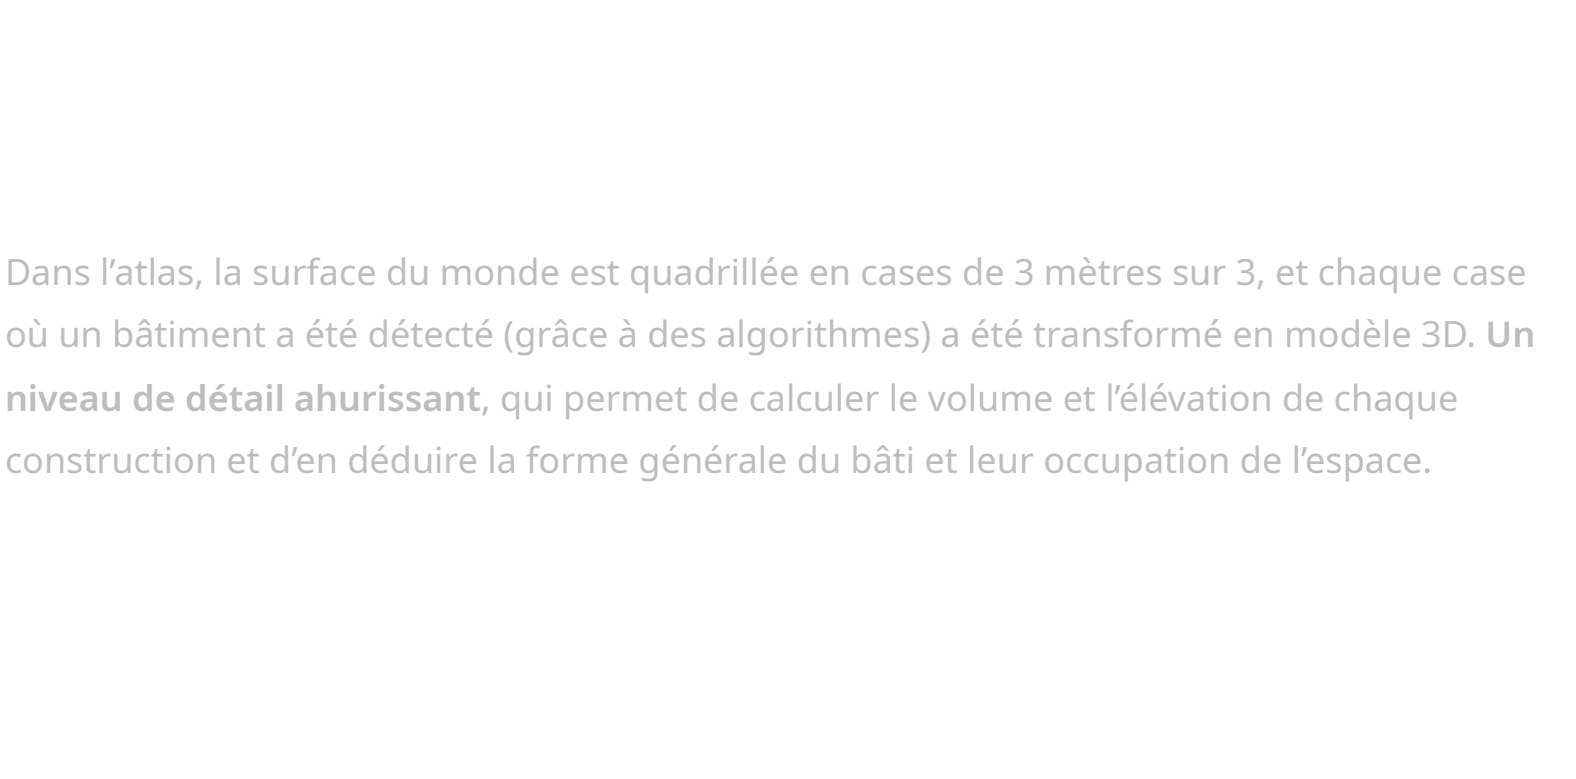 Dans l’atlas, la surface du monde est quadrillée en cases de 3 mètres sur 3, et chaque case
où un bâtiment a été détecté (grâce à des algorithmes) a été transformé en modèle 3D. Un
niveau de détail ahurissant, qui permet de calculer le volume et l’élévation de chaque
construction et d’en déduire la forme générale du bâti et leur occupation de l’espace.